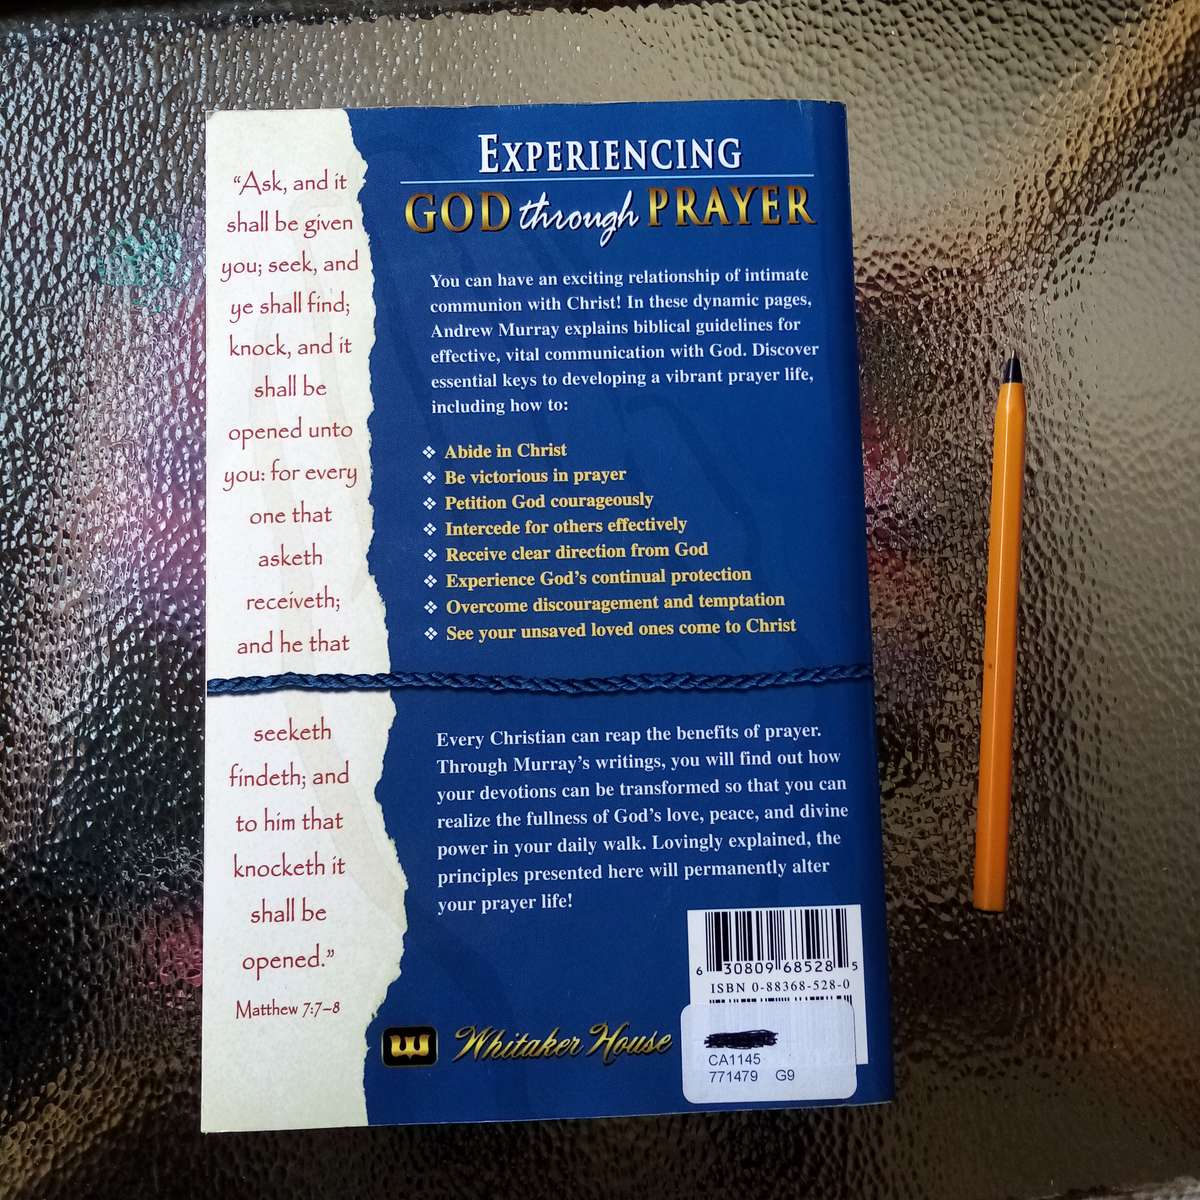 “Ask, and it
shall be given
you; seek, and
ye shall find;
knock, and it
shall be
opened unto
you: for every
one that
asketh
receiveth;
and he that
seeketh
findeth; and
to him that
knocketh it
shall be
opened.”
Matthew 7:7–8
EXPERIENCING
GOD through PRAYER
You can have an exciting relationship of intimate
communion with Christ! In these dynamic pages,
Andrew Murray explains biblical guidelines for
effective, vital communication with God. Discover
essential keys to developing a vibrant prayer life,
including how to:
❖ Abide in Christ
❖ Be victorious in prayer
❖ Petition God courageously
❖ Intercede for others effectively
❖ Receive clear direction from God
❖ Experience God’s continual protection
❖ Overcome discouragement and temptation
❖ See your unsaved loved ones come to Christ
Every Christian can reap the benefits of prayer.
Through Murray’s writings, you will find out how
your devotions can be transformed so that you can
realize the fullness of God’s love, peace, and divine
power in your daily walk. Lovingly explained, the
principles presented here will permanently alter
your prayer life!
6 30809 68528 5
ISBN 0-88368-528-0
W Whitaker House
CA1145
771479 G9